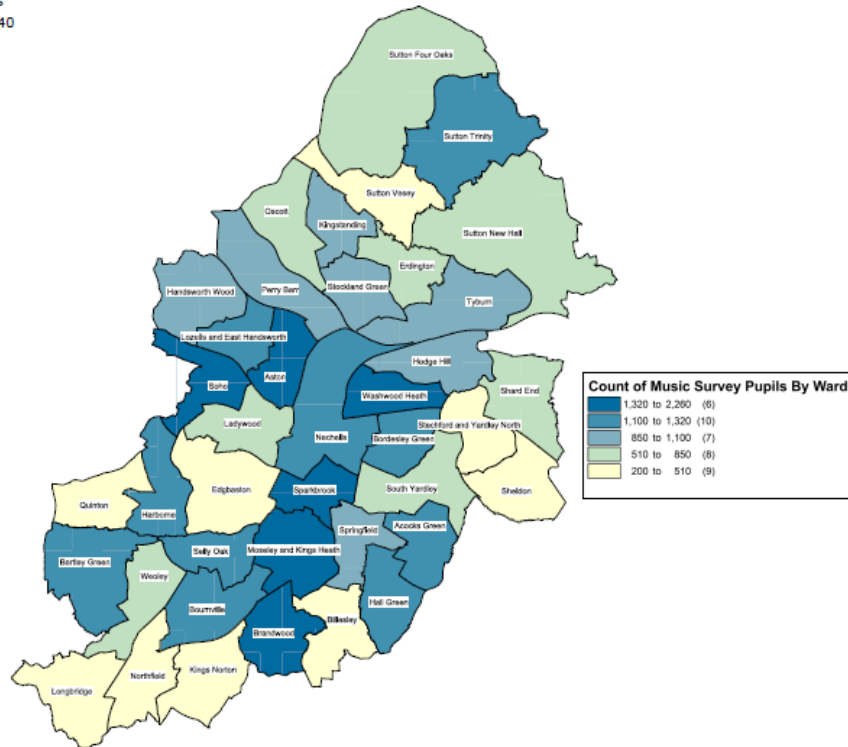 40
Sutton Four Oaks
Sutton Trinity
Sutton Vesey
Oscott
Kingstanding
Sutton New Hall
Erdington
Handsworth Wood
Perry Barr
Stockland Green
Tyburn
Lozells and East Handsworth
Hodge Hill
Aston
Soho
Washwood Heath
Shard End
Ladywood
Nechells
Bordesley Green
Stechford and Yardley North
Edgbaston
Sparkbrook
South Yardley
Sheldon
Quinton
Harborne
Springfield
Acocks Green
Bartley Green
Selly Oak
Moseley and Kings Heath
Weoley
Bournville
Hall Green
Brandwood
Billesley
Longbridge
Northfield
Kings Norton
Count of Music Survey Pupils By Ward
1,320 to 2,260 (6)
1,100 to 1,320 (10)
850 to 1,100 (7)
510 to 850 (8)
200 to 510 (9)